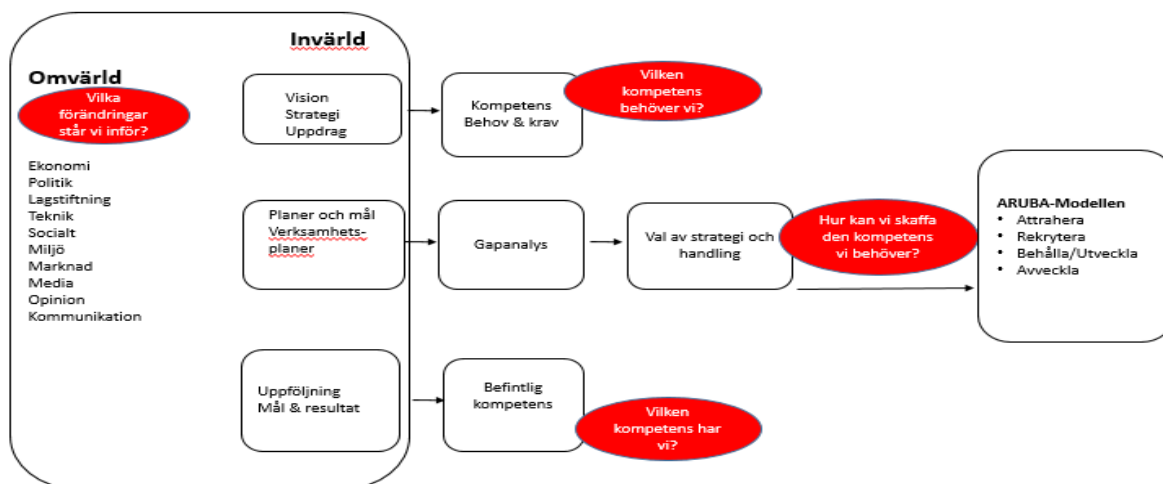 Invärld
Omvärld
Vilka
förändringar
står vi inför?
Ekonomi
Politik
Lagstiftning
Teknik
Socialt
Miljö
Marknad
Media
Opinion
Kommunikation
Vision
Strategi
Uppdrag
Kompetens
Behov & krav
Vilken
kompetens
behöver vi?
Planer och mål
Verksamhets-
planer
Gapanalys
Val av strategi och
handling
Hur kan vi skaffa
den kompetens
vi behöver?
ARUBA-Modellen
• Attrahera
• Rekrytera
• Behålla/Utveckla
• Avveckla
Uppföljning
Mål & resultat
Befintlig
kompetens
Vilken
kompetens har
vi?